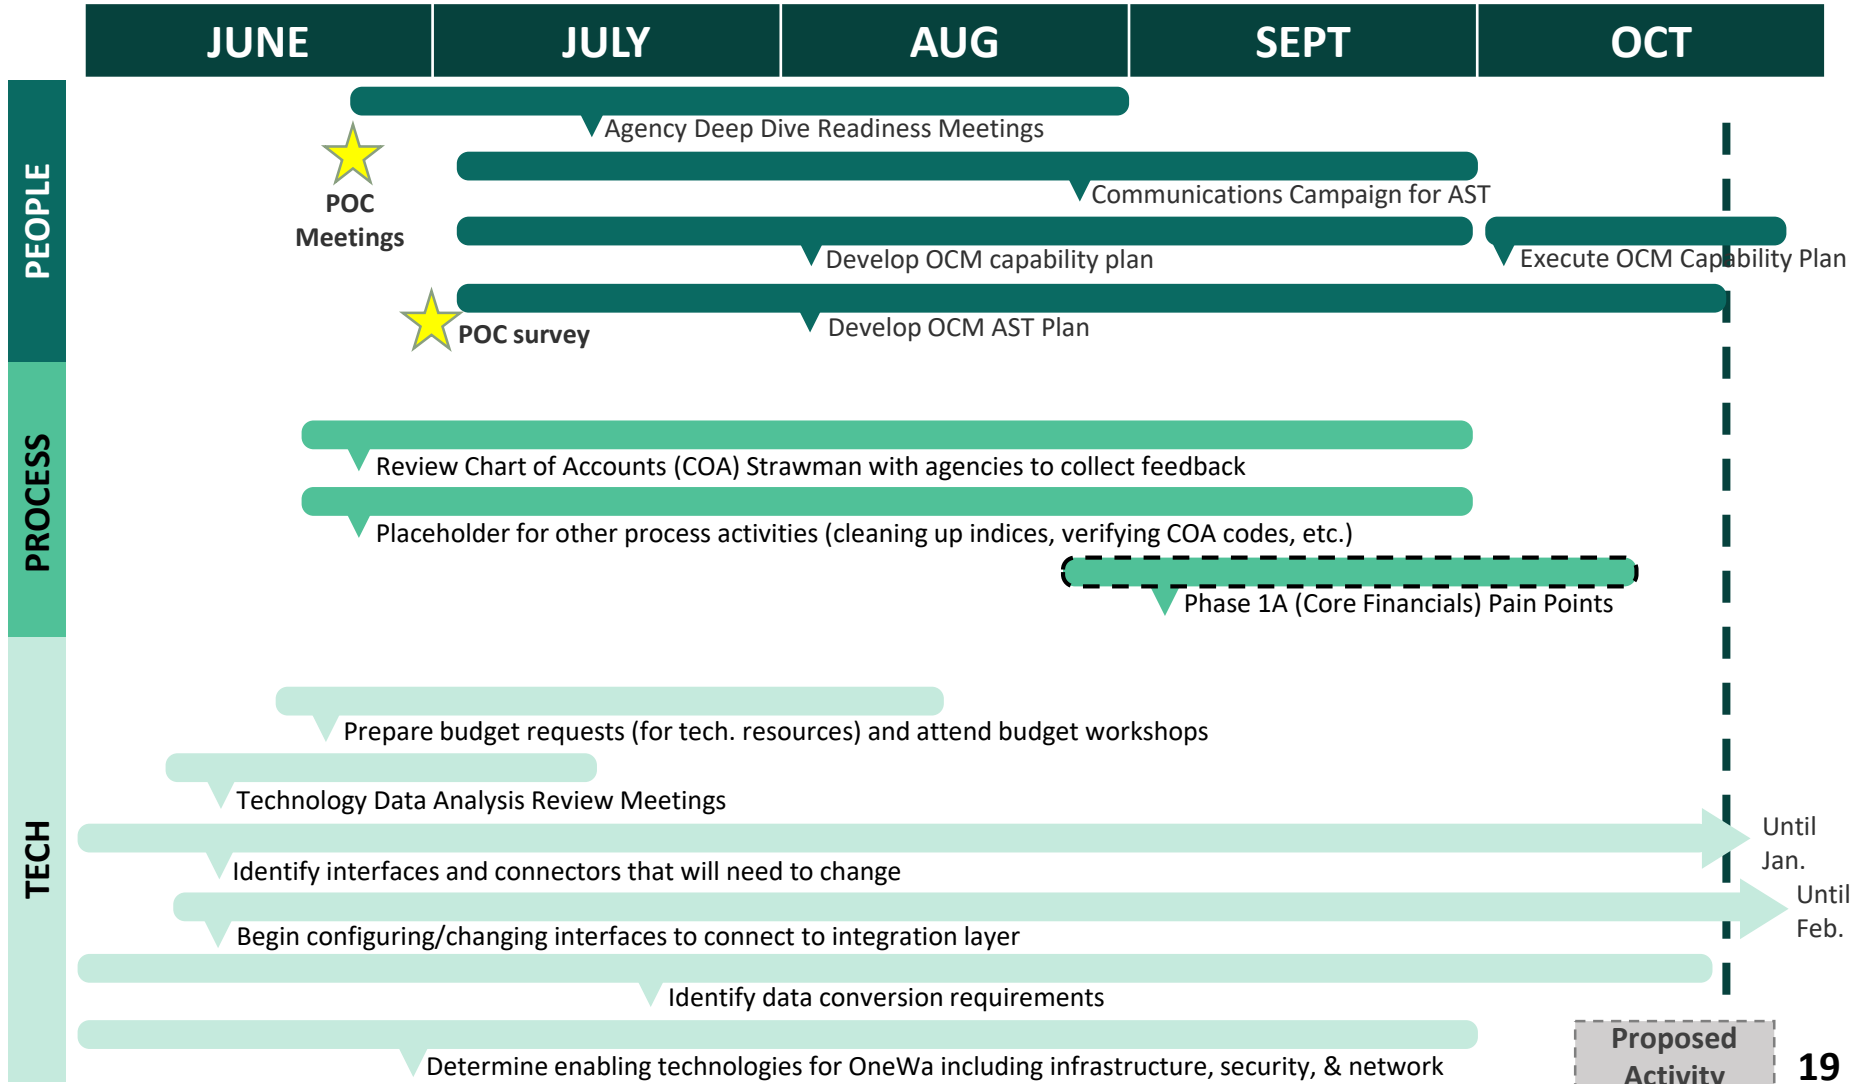 JUNE JULY AUG SEPT OCT
PEOPLE
Agency Deep Dive Readiness Meetings
POC
Meetings
Communications Campaign for AST
Develop OCM capability plan
Execute OCM Capability Plan
POC survey
Develop OCM AST Plan
PROCESS
Review Chart of Accounts (COA) Strawman with agencies to collect feedback
Placeholder for other process activities (cleaning up indices, verifying COA codes, etc.)
Phase 1A (Core Financials) Pain Points
TECH
Prepare budget requests (for tech. resources) and attend budget workshops
Technology Data Analysis Review Meetings
Until
Jan.
Identify interfaces and connectors that will need to change
Until
Feb.
Begin configuring/changing interfaces to connect to integration layer
Identify data conversion requirements
Determine enabling technologies for OneWa including infrastructure, security, & network
Proposed
Activity
19